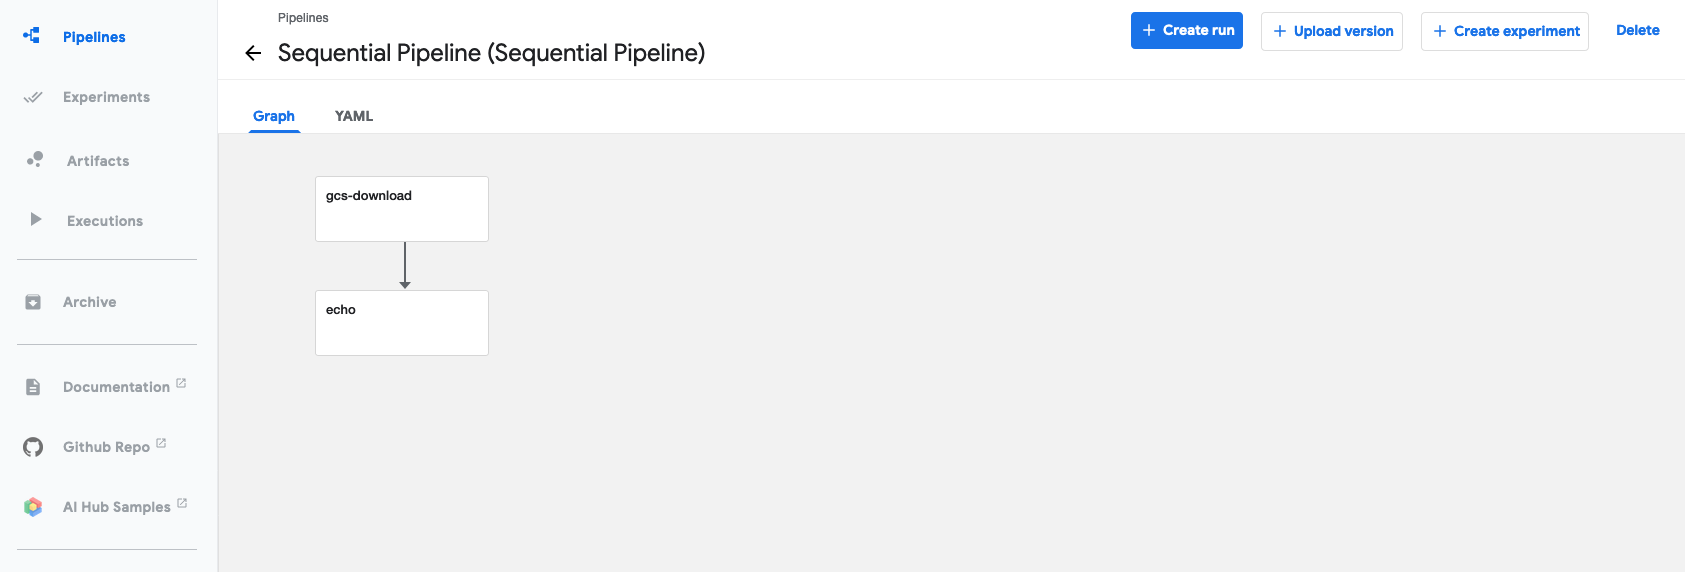 Pipelines
Experiments
Artifacts
Executions
Archive
Documentation
Github Repo
AI Hub Samples
Pipelines
Sequential Pipeline (Sequential Pipeline)
+ Create run
+ Upload version
+ Create experiment
Delete
Graph
YAML
gcs-download
echo